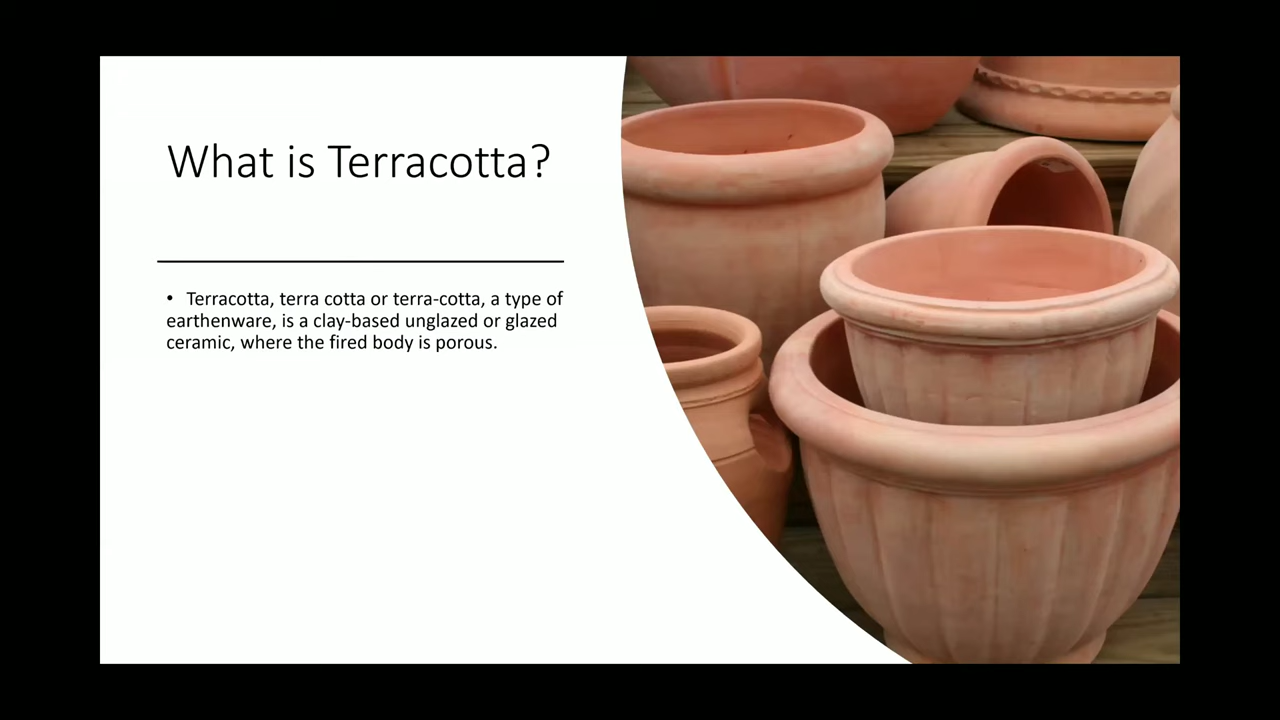 What is Terracotta?
• Terracotta, terra cotta or terra-cotta, a type of
earthenware, is a clay-based unglazed or glazed
ceramic, where the fired body is porous.